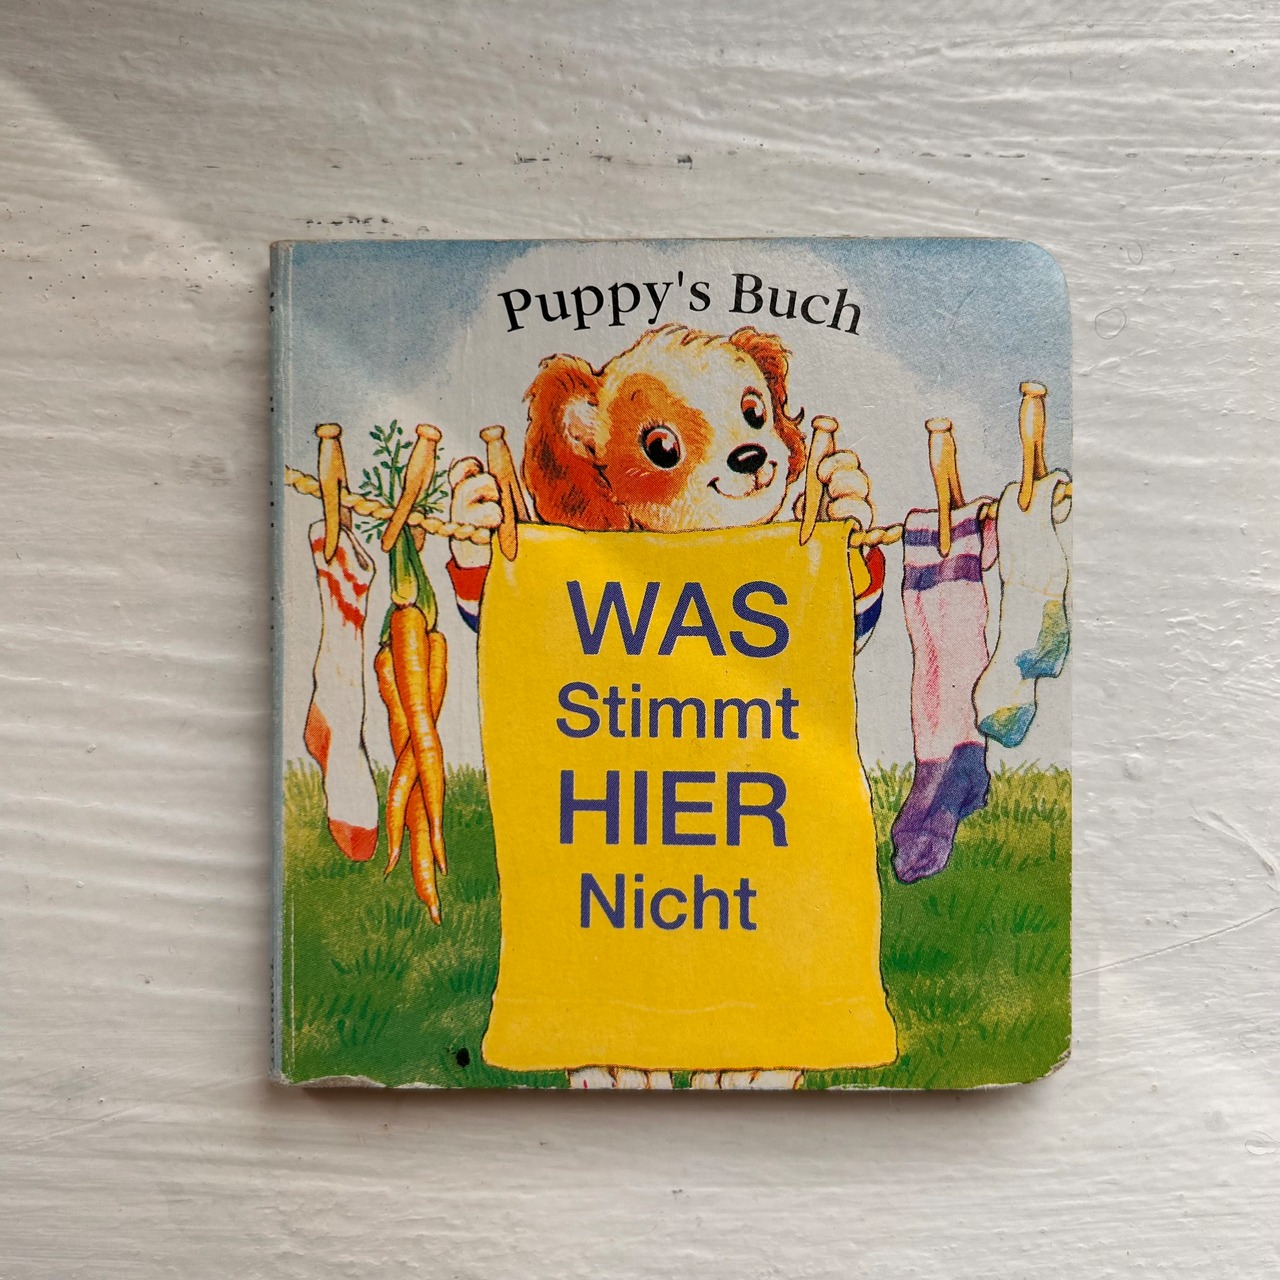 Puppy's Buch
WAS
Stimmt
HIER
Nicht